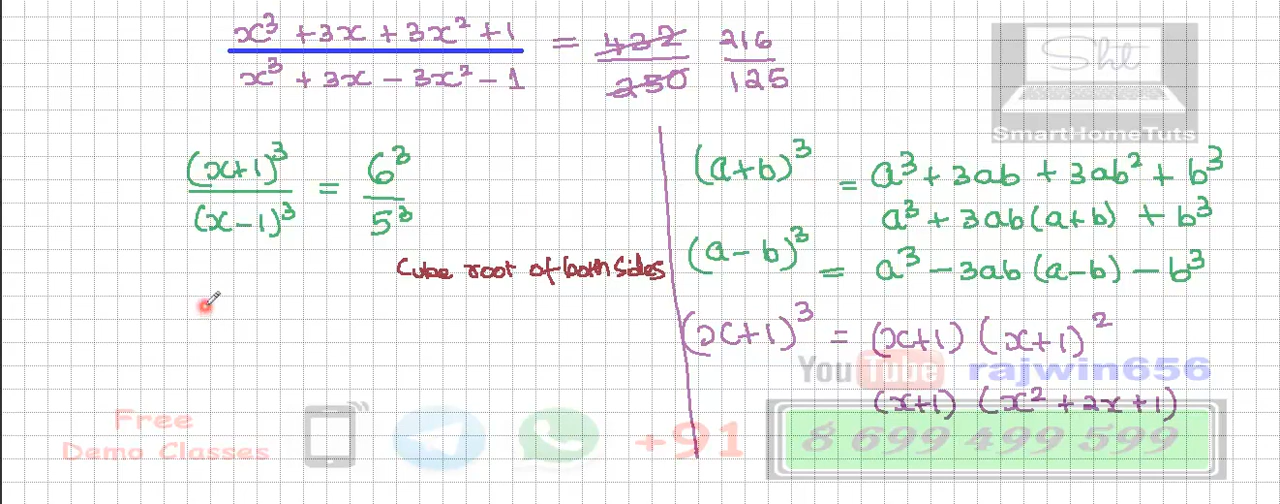 x³ + 3x + 3x² + 1 / x³ + 3x - 3x² - 1 = 432/250 216/125
Sht
SmartHomeTuts
(x+1)³ / (x-1)³ = 6³ / 5³
Cube root of both sides
(a+b)³ = a³ + 3ab + 3ab² + b³
a³ + 3ab(a+b) + b³
(a-b)³ = a³ - 3ab(a-b) - b³
(x+1)³ = (x+1) (x+1)²
(x+1) (x² + 2x + 1)
YouTube rajwin656
Free
Demo Classes
+91 8 699 499 599